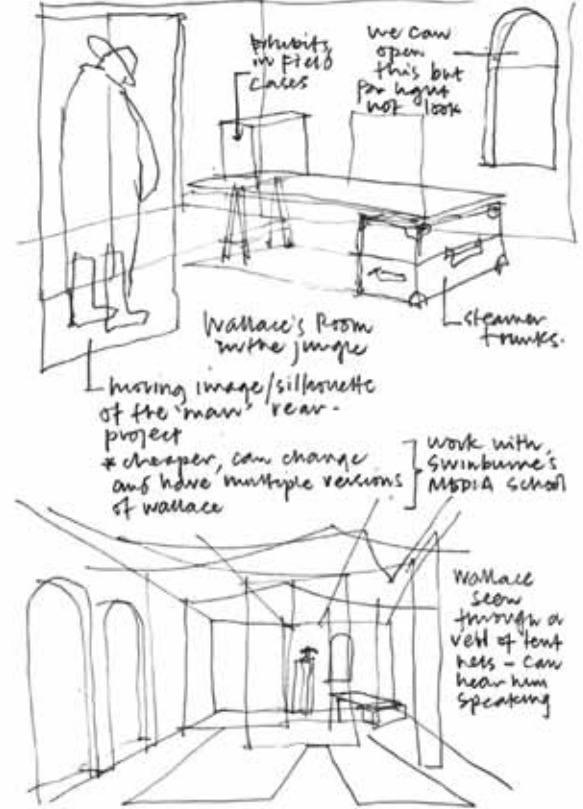 Exhibits
in Field
cases
we can
open
this but
not look
steamer
trunks.
Wallace's Room
in the jungle
moving image/silhouette
of the 'man' rear-
project
* cheaper, can change
and have multiple versions
of wallace
work with
Swinburne's
MEDIA School
Wallace
seen
through a
veil of tent
nets - can
hear him
speaking